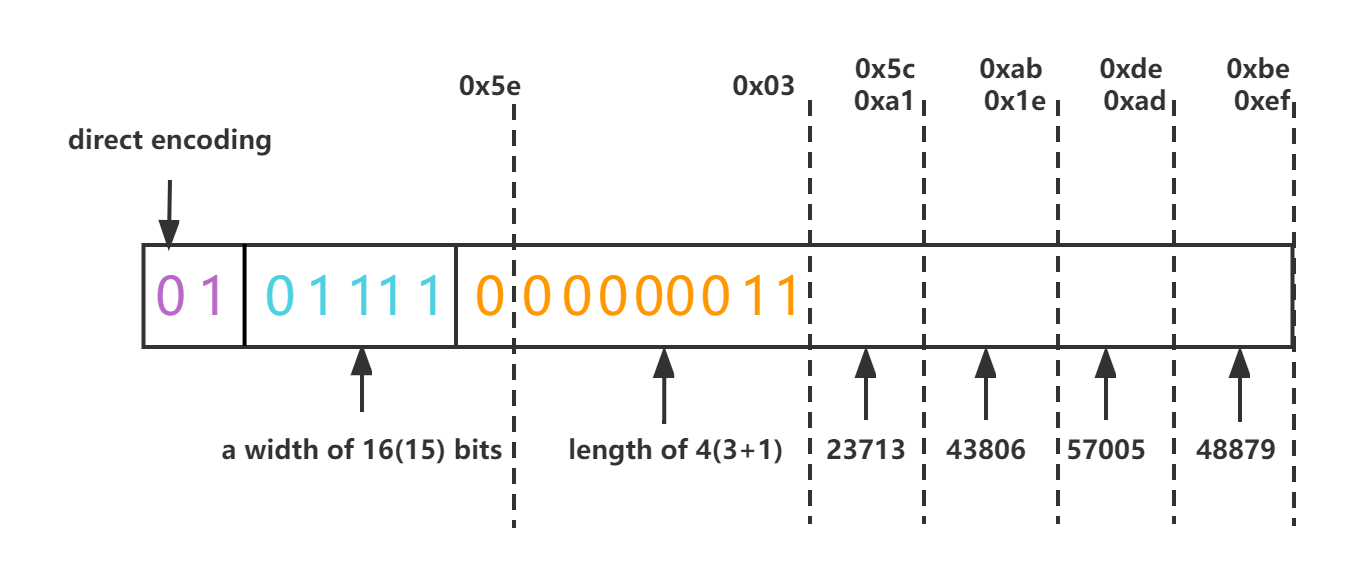 0x5c 0xab 0xde 0xbe
0x5e 0x03 0xa1 0x1e 0xad 0xef
direct encoding
0 1 0 1 1 1 1 0 0 0 0 0 0 0 1 1
a width of 16(15) bits length of 4(3+1) 23713 43806 57005 48879